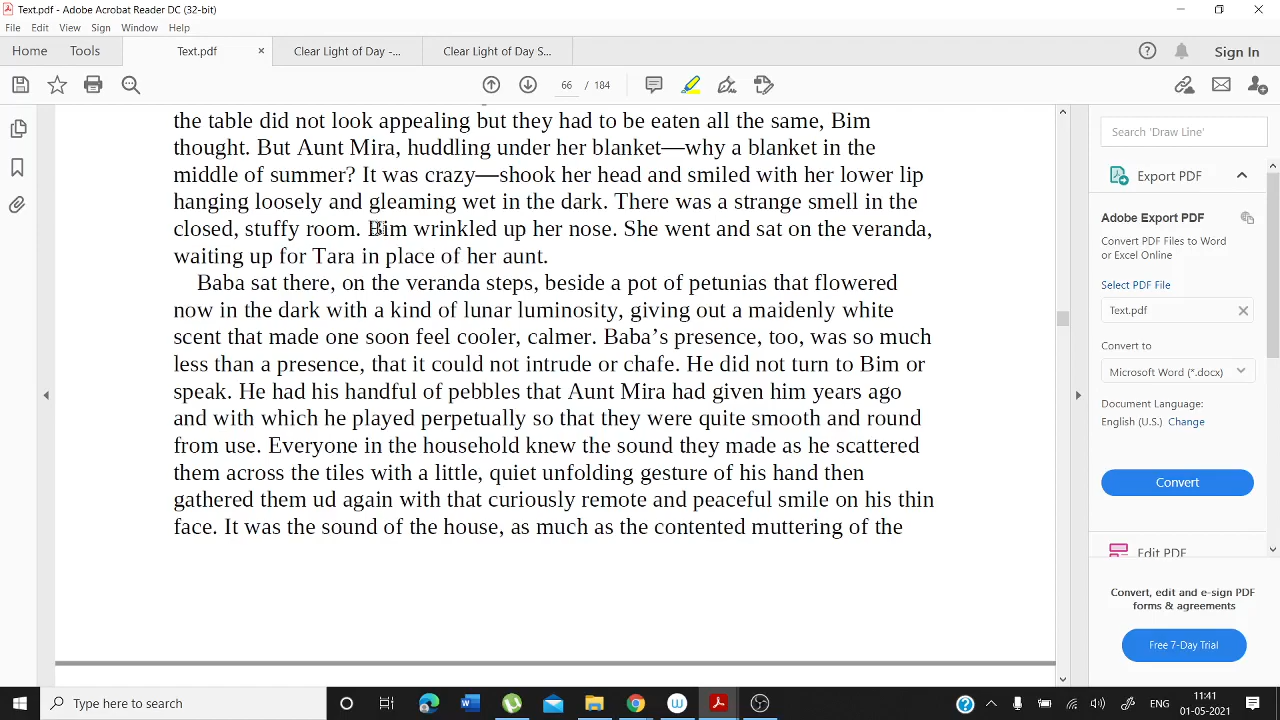 Text.pdf - Adobe Acrobat Reader DC (32-bit)
File Edit View Sign Window Help
Home Tools Text.pdf × Clear Light of Day -... Clear Light of Day S... Sign In
66 / 184
the table did not look appealing but they had to be eaten all the same, Bim
thought. But Aunt Mira, huddling under her blanket—why a blanket in the
middle of summer? It was crazy—shook her head and smiled with her lower lip
hanging loosely and gleaming wet in the dark. There was a strange smell in the
closed, stuffy room. Bim wrinkled up her nose. She went and sat on the veranda,
waiting up for Tara in place of her aunt.
Baba sat there, on the veranda steps, beside a pot of petunias that flowered
now in the dark with a kind of lunar luminosity, giving out a maidenly white
scent that made one soon feel cooler, calmer. Baba’s presence, too, was so much
less than a presence, that it could not intrude or chafe. He did not turn to Bim or
speak. He had his handful of pebbles that Aunt Mira had given him years ago
and with which he played perpetually so that they were quite smooth and round
from use. Everyone in the household knew the sound they made as he scattered
them across the tiles with a little, quiet unfolding gesture of his hand then
gathered them ud again with that curiously remote and peaceful smile on his thin
face. It was the sound of the house, as much as the contented muttering of the
Search 'Draw Line'
Export PDF
Adobe Export PDF
Convert PDF Files to Word
or Excel Online
Select PDF File
Text.pdf
Convert to
Microsoft Word (*.docx)
Document Language:
English (U.S.) Change
Convert
Edit PDF
Convert, edit and e-sign PDF
forms & agreements
Free 7-Day Trial
Type here to search
ENG
11:41
01-05-2021